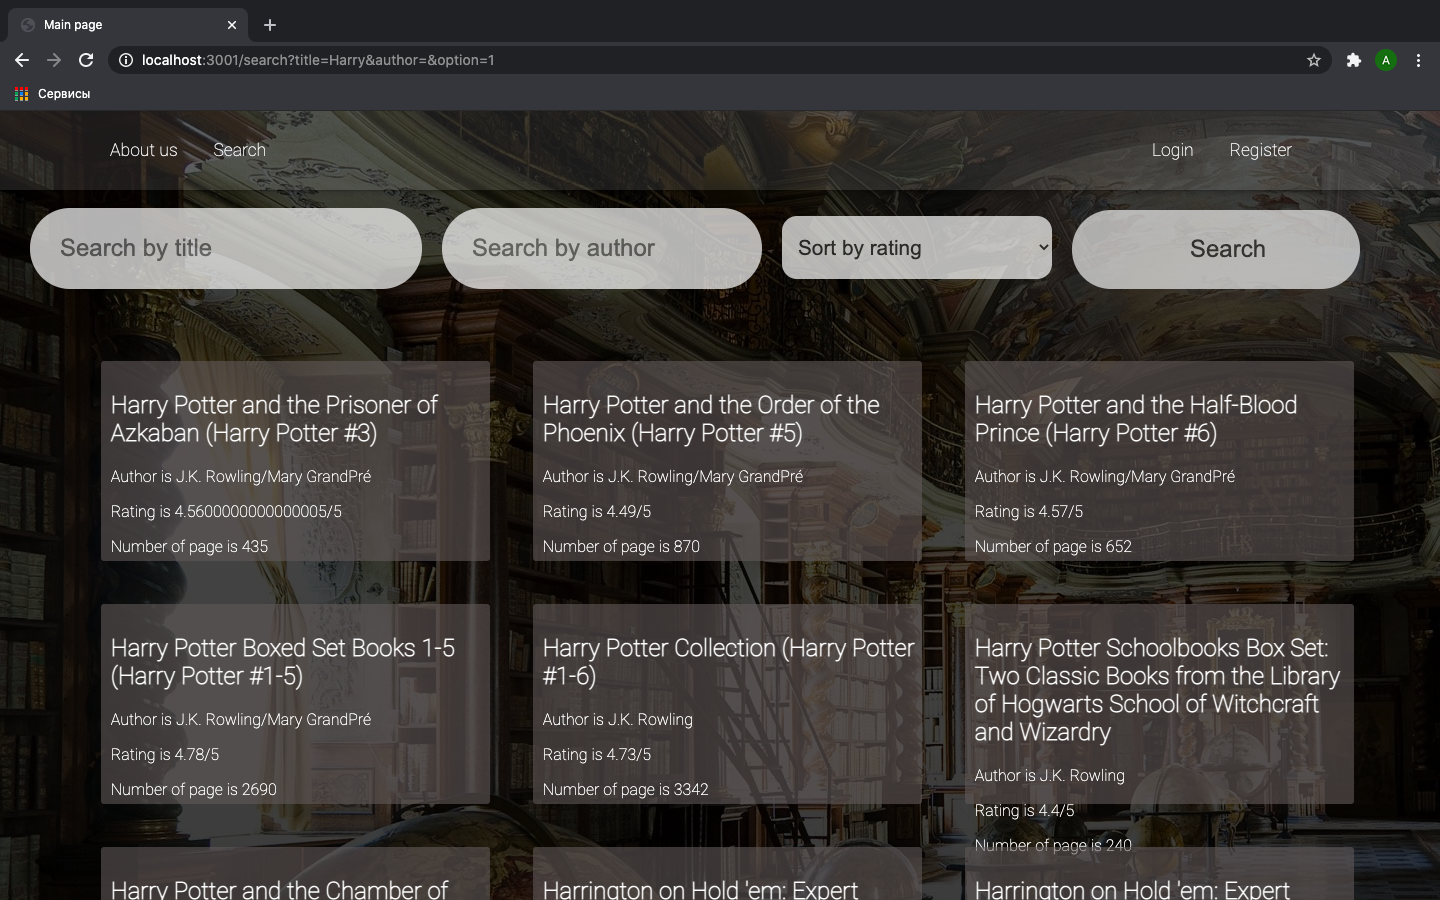 Main page
localhost:3001/search?title=Harry&author=&option=1
A
Сервисы
About us
Search
Login
Register
Search by title
Search by author
Sort by rating
Search
Harry Potter and the Prisoner of
Azkaban (Harry Potter #3)
Author is J.K. Rowling/Mary GrandPré
Rating is 4.5600000000000005/5
Number of page is 435
Harry Potter and the Order of the
Phoenix (Harry Potter #5)
Author is J.K. Rowling/Mary GrandPré
Rating is 4.49/5
Number of page is 870
Harry Potter and the Half-Blood
Prince (Harry Potter #6)
Author is J.K. Rowling/Mary GrandPré
Rating is 4.57/5
Number of page is 652
Harry Potter Boxed Set Books 1-5
(Harry Potter #1-5)
Author is J.K. Rowling/Mary GrandPré
Rating is 4.78/5
Number of page is 2690
Harry Potter Collection (Harry Potter
#1-6)
Author is J.K. Rowling
Rating is 4.73/5
Number of page is 3342
Harry Potter Schoolbooks Box Set:
Two Classic Books from the Library
of Hogwarts School of Witchcraft
and Wizardry
Author is J.K. Rowling
Rating is 4.4/5
Number of page is 240
Harry Potter and the Chamber of
Harrington on Hold 'em: Expert
Harrington on Hold 'em: Expert